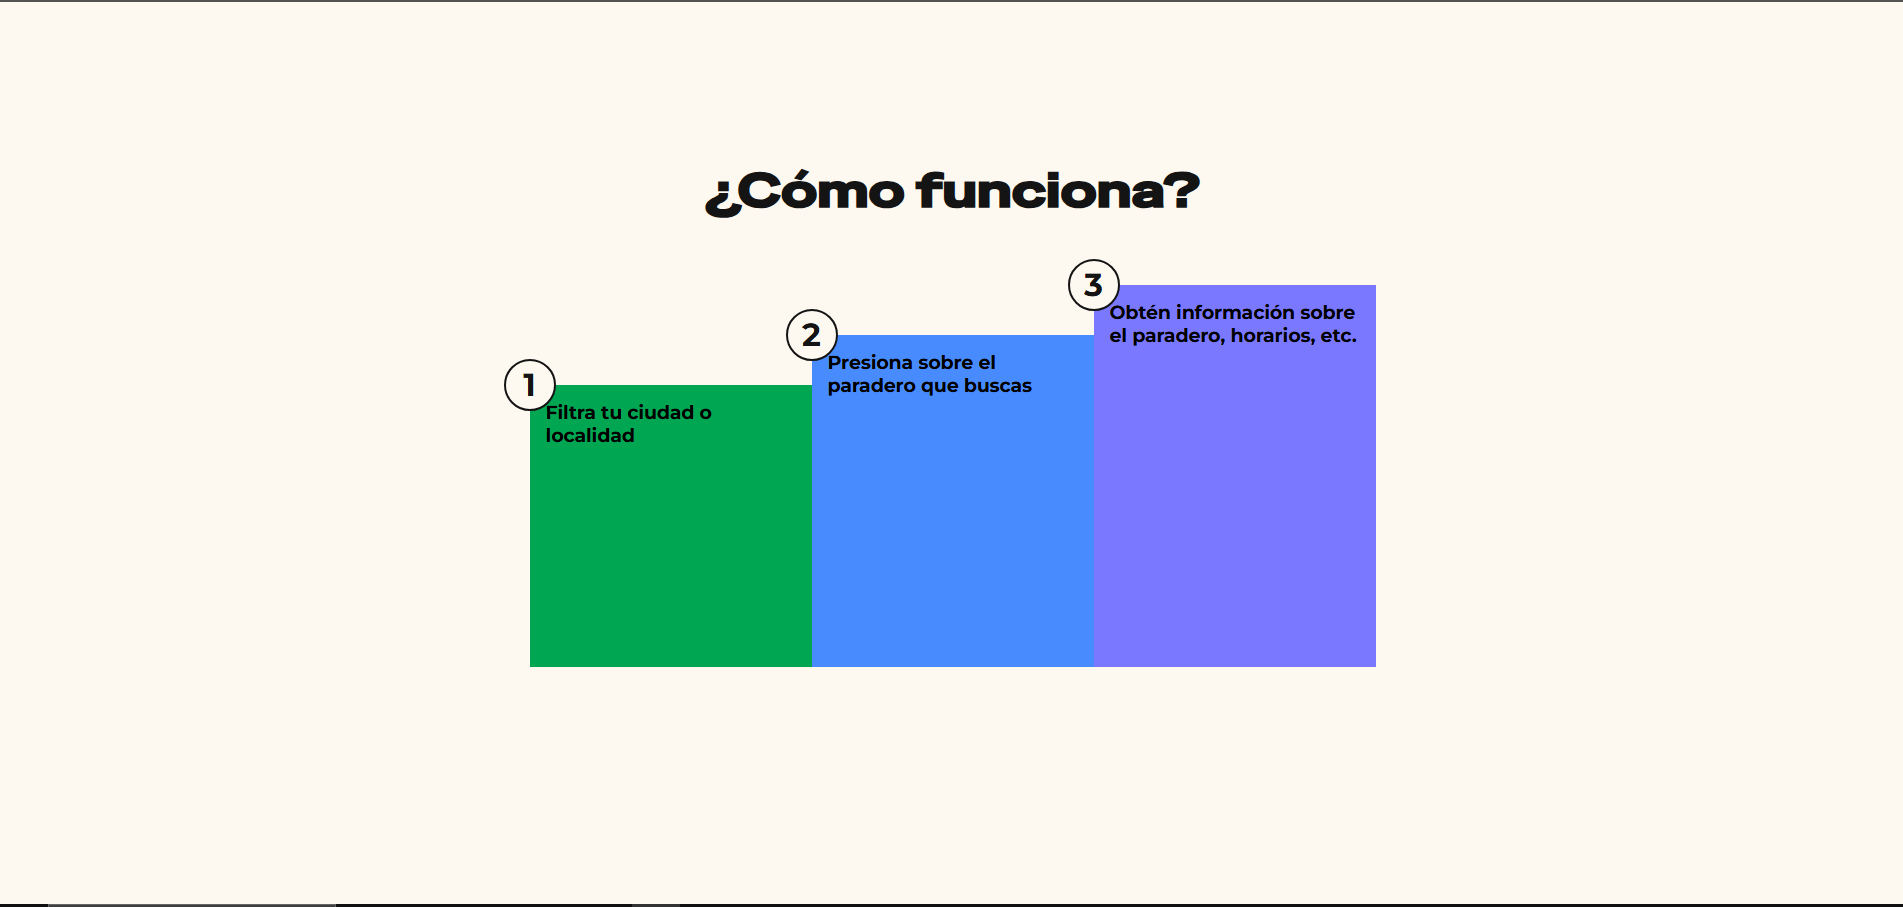 ¿Cómo funciona?
1
Filtra tu ciudad o
localidad
2
Presiona sobre el
paradero que buscas
3
Obtén información sobre
el paradero, horarios, etc.